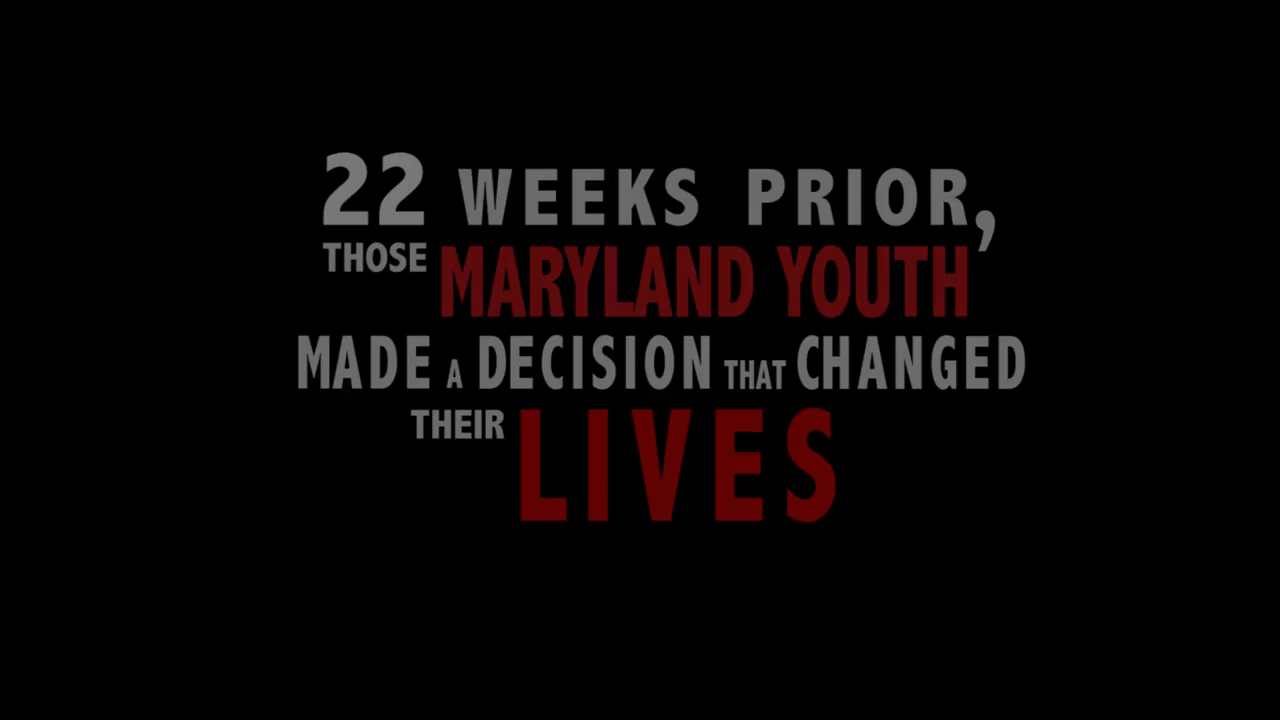 22 WEEKS PRIOR,
THOSE MARYLAND YOUTH
MADE A DECISION THAT CHANGED
THEIR LIVES